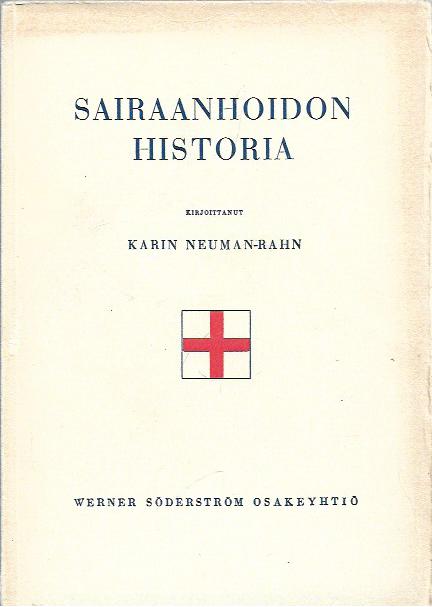 SAIRAANHOIDON
HISTORIA
KIRJOITTANUT
KARIN NEUMAN-RAHN
WERNER SÖDERSTRÖM OSAKEYHTIÖ